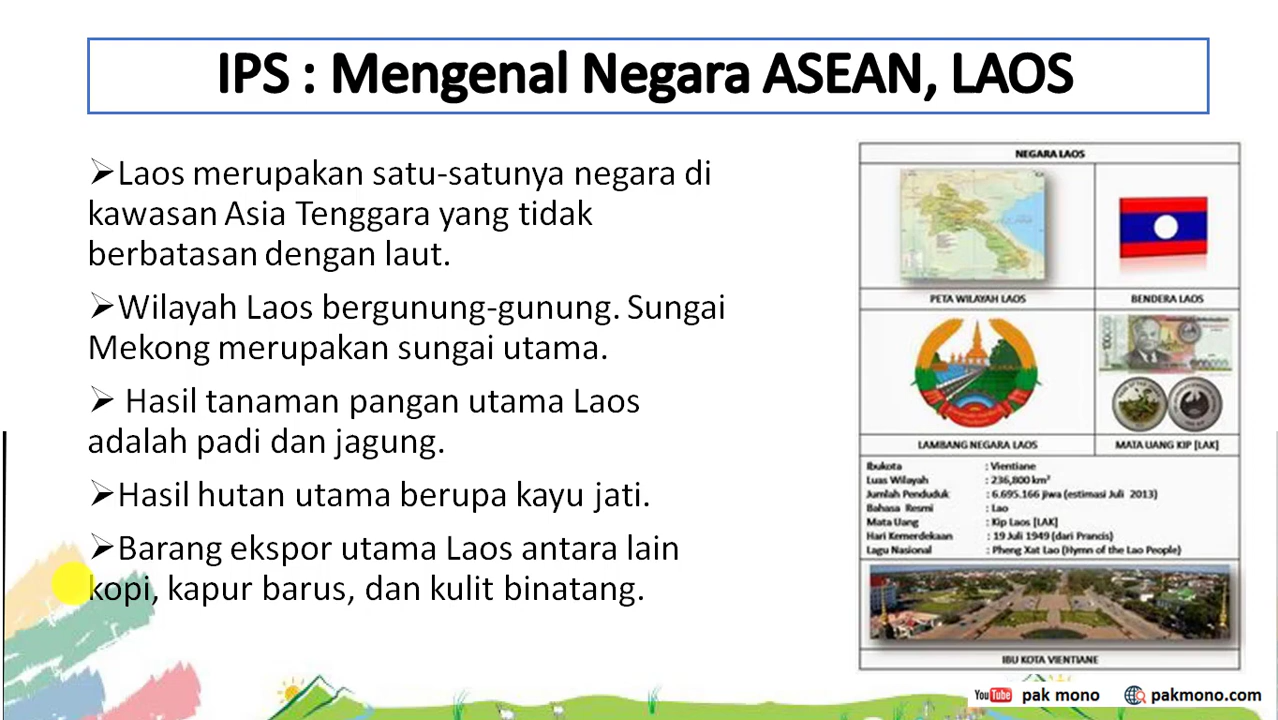 IPS : Mengenal Negara ASEAN, LAOS
➢Laos merupakan satu-satunya negara di
kawasan Asia Tenggara yang tidak
berbatasan dengan laut.
➢Wilayah Laos bergunung-gunung. Sungai
Mekong merupakan sungai utama.
➢ Hasil tanaman pangan utama Laos
adalah padi dan jagung.
➢Hasil hutan utama berupa kayu jati.
➢Barang ekspor utama Laos antara lain
kopi, kapur barus, dan kulit binatang.
NEGARA LAOS
PETA WILAYAH LAOS
BENDERA LAOS
LAMBANG NEGARA LAOS
MATA UANG KIP [LAK]
Ibukota : Vientiane
Luas Wilayah : 236,800 km²
Jumlah Penduduk : 6.695.166 jiwa (estimasi Juli 2013)
Bahasa Resmi : Lao
Mata Uang : Kip Laos [LAK]
Hari Kemerdekaan : 19 Juli 1949 (dari Prancis)
Lagu Nasional : Pheng Xat Lao (Hymn of the Lao People)
IBU KOTA VIENTIANE
YouTube pak mono pakmono.com